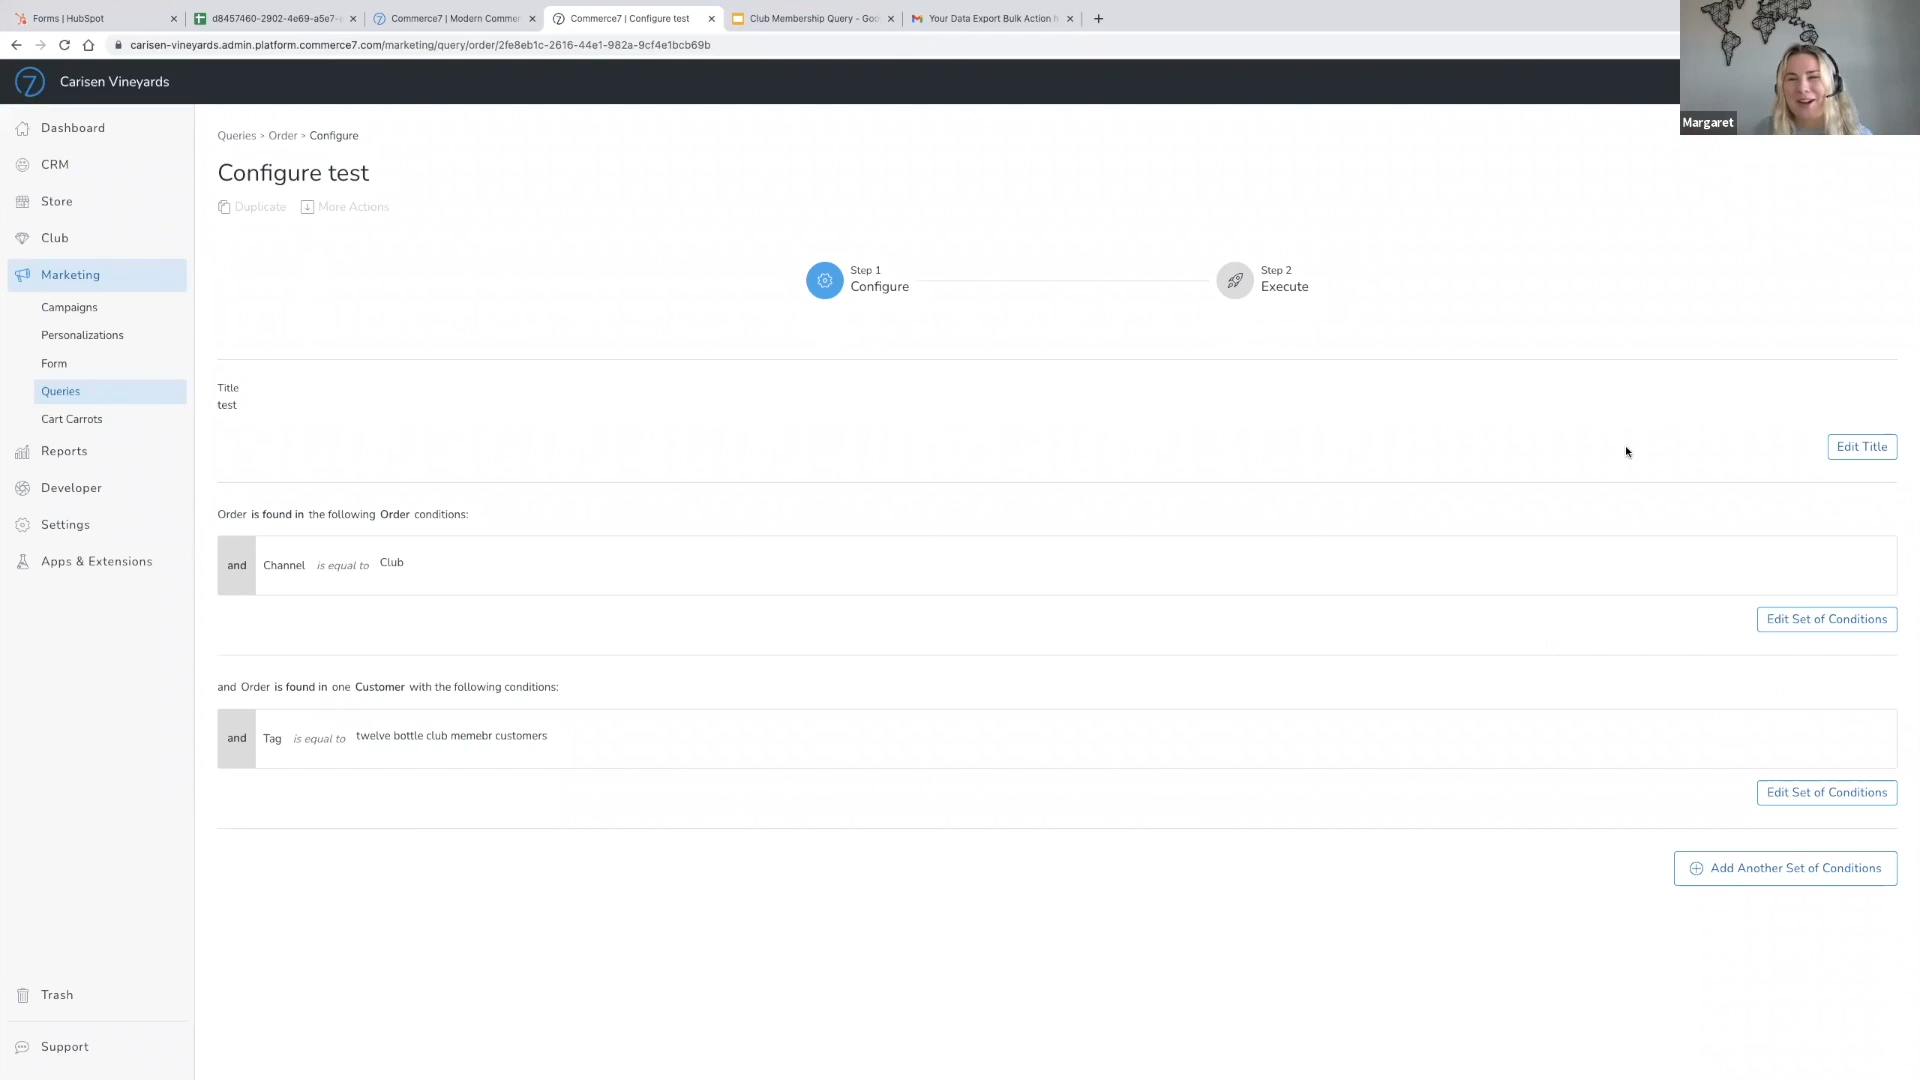 Forms | HubSpot
d8457460-2902-4e69-a5e7-
Commerce7 | Modern Commer
Commerce7 | Configure test
Club Membership Query - Goo
Your Data Export Bulk Action h
carisen-vineyards.admin.platform.commerce7.com/marketing/query/order/2fe8eb1c-2616-44e1-982a-9cf4e1bcb69b
7
Carisen Vineyards
Margaret
Dashboard
CRM
Store
Club
Marketing
Campaigns
Personalizations
Form
Queries
Cart Carrots
Reports
Developer
Settings
Apps & Extensions
Trash
Support
Queries > Order > Configure
Configure test
Duplicate More Actions
Step 1
Configure
Step 2
Execute
Title
test
Edit Title
Order is found in the following Order conditions:
and Channel is equal to Club
Edit Set of Conditions
and Order is found in one Customer with the following conditions:
and Tag is equal to twelve bottle club memebr customers
Edit Set of Conditions
Add Another Set of Conditions